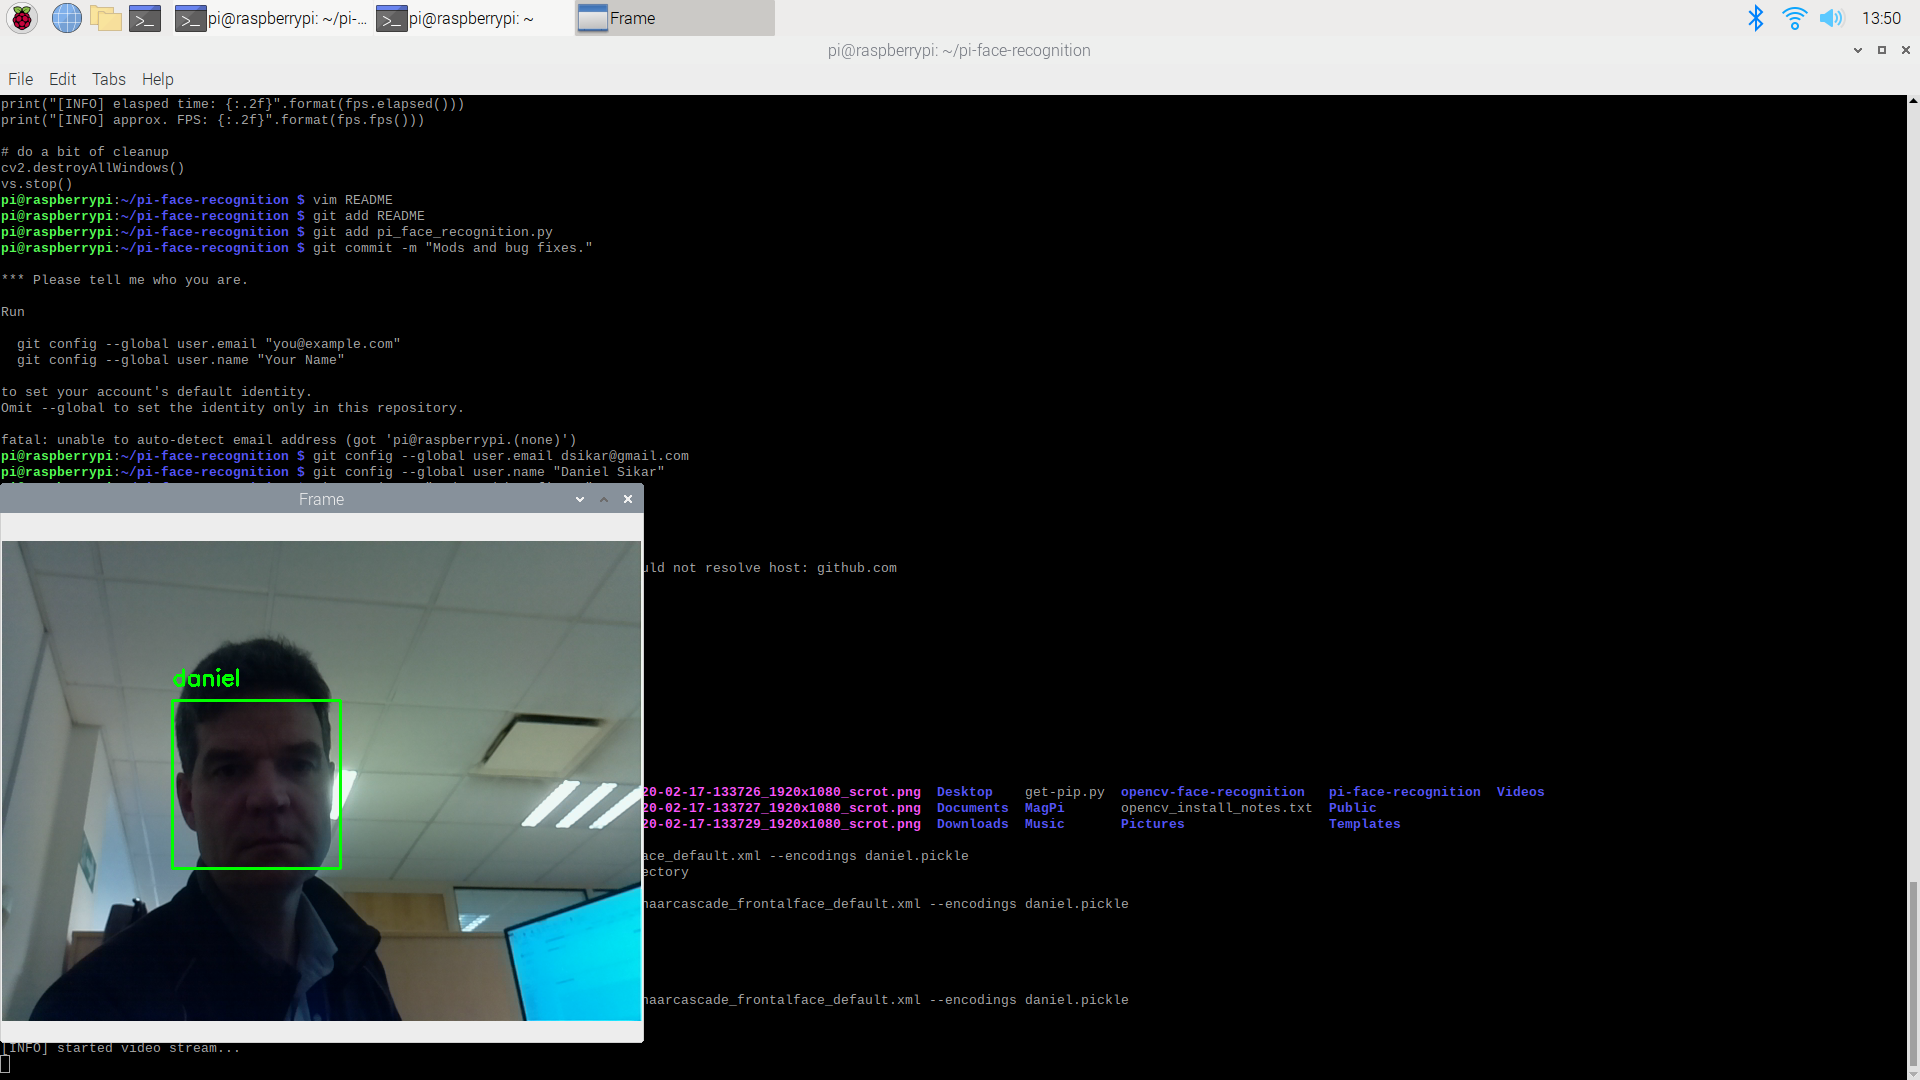 pi@raspberrypi: ~/pi-...
pi@raspberrypi: ~
Frame
13:50
pi@raspberrypi: ~/pi-face-recognition
File Edit Tabs Help
print("[INFO] elasped time: {:.2f}".format(fps.elapsed()))
print("[INFO] approx. FPS: {:.2f}".format(fps.fps()))
# do a bit of cleanup
cv2.destroyAllWindows()
vs.stop()
pi@raspberrypi:~/pi-face-recognition $ vim README
pi@raspberrypi:~/pi-face-recognition $ git add README
pi@raspberrypi:~/pi-face-recognition $ git add pi_face_recognition.py
pi@raspberrypi:~/pi-face-recognition $ git commit -m "Mods and bug fixes."
*** Please tell me who you are.
Run
git config --global user.email "you@example.com"
git config --global user.name "Your Name"
to set your account's default identity.
Omit --global to set the identity only in this repository.
fatal: unable to auto-detect email address (got 'pi@raspberrypi.(none)')
pi@raspberrypi:~/pi-face-recognition $ git config --global user.email dsikar@gmail.com
pi@raspberrypi:~/pi-face-recognition $ git config --global user.name "Daniel Sikar"
Frame
uld not resolve host: github.com
daniel
20-02-17-133726_1920x1080_scrot.png Desktop get-pip.py opencv-face-recognition pi-face-recognition Videos
20-02-17-133727_1920x1080_scrot.png Documents MagPi opencv_install_notes.txt Public
20-02-17-133729_1920x1080_scrot.png Downloads Music Pictures Templates
ace_default.xml --encodings daniel.pickle
ectory
haarcascade_frontalface_default.xml --encodings daniel.pickle
haarcascade_frontalface_default.xml --encodings daniel.pickle
[INFO] started video stream...